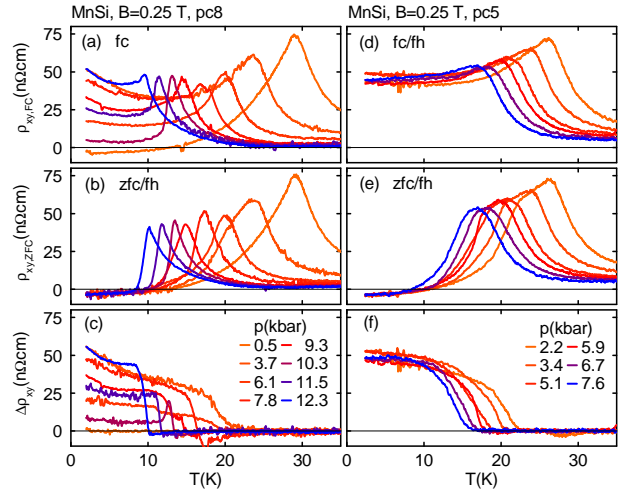 MnSi, B=0.25 T, pc8
MnSi, B=0.25 T, pc5
(a) fc
(d) fc/fh
ρxy,FC(nΩcm)
75
50
25
0
(b) zfc/fh
(e) zfc/fh
ρxy,ZFC(nΩcm)
75
50
25
0
(c)
(f)
Δρxy(nΩcm)
75
50
25
0
p(kbar)
0.5 9.3
3.7 10.3
6.1 11.5
7.8 12.3
p(kbar)
2.2 5.9
3.4 6.7
5.1 7.6
0 10 20 30
0 10 20 30
T(K)
T(K)